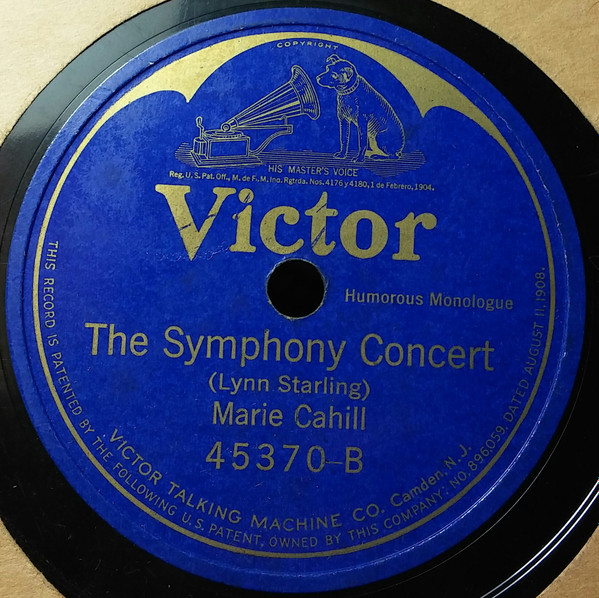 COPYRIGHT
HIS MASTER'S VOICE
Reg. U.S. Pat. Off., M. de F., M. Inq. Rgtrda. Nos. 4176 y 4180, 1 de Febrero, 1904.
Victor
Humorous Monologue
The Symphony Concert
(Lynn Starling)
Marie Cahill
45370-B
VICTOR TALKING MACHINE CO. Camden, N.J.
THIS RECORD IS PATENTED BY THE FOLLOWING U.S. PATENT, OWNED BY THIS COMPANY: NO. 896059, DATED AUGUST 11, 1908.